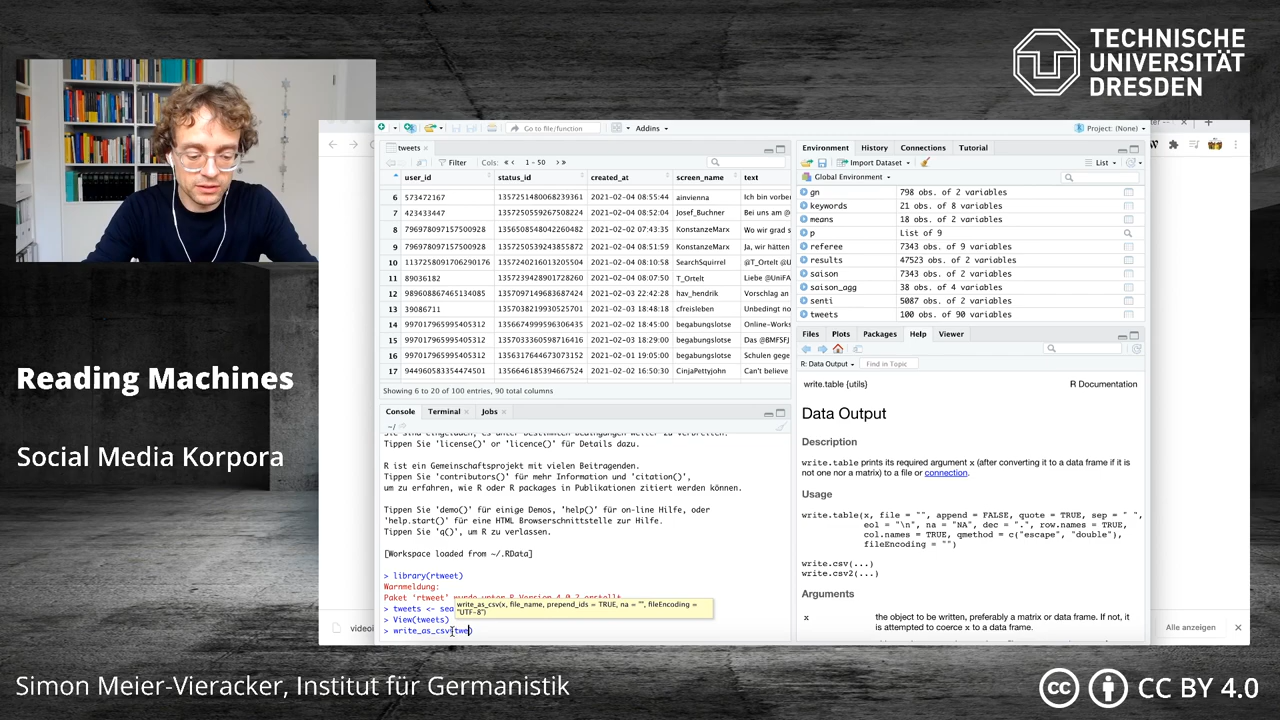 TECHNISCHE
UNIVERSITÄT
DRESDEN
Reading Machines
Social Media Korpora
Simon Meier-Vieracker, Institut für Germanistik
CC BY 4.0
Go to file/function
Addins
Project: (None)
tweets
Filter
Cols:
1 - 50
user_id status_id created_at screen_name text
6 573472167 1357251480068239361 2021-02-04 08:55:44 ainvienna Ich bin vorbe
7 423433447 1357250559267508224 2021-02-04 08:52:04 Josef_Buchner Bei uns am @
8 796978097157500928 1356508548042260482 2021-02-02 07:43:35 KonstanzeMarx Wo wir grad s
9 796978097157500928 1357250539243855872 2021-02-04 08:51:59 KonstanzeMarx Ja, wir hätten
10 1137258091706290176 1357240216013205504 2021-02-04 08:10:58 SearchSquirrel @T_Ortelt @U
11 89036182 1357239428901728260 2021-02-04 08:07:50 T_Ortelt Liebe @UniFA
12 989608867465134085 1357097149683687424 2021-02-03 22:42:28 hav_hendrik Vorschlag an
13 39086711 1357038219930525701 2021-02-03 18:48:18 cfreisleben Unbedingt no
14 997017965995405312 1356674999596306435 2021-02-02 18:45:00 begabungslotse Online-Works
15 997017965995405312 1357033360598716416 2021-02-03 18:29:00 begabungslotse Das @BMFSFJ
16 997017965995405312 1356317644673073152 2021-02-01 19:05:00 begabungslotse Schulen gege
17 944960583354474501 1356646185394667524 2021-02-02 16:50:30 CinjaPettyjohn Can't believe
Showing 6 to 20 of 100 entries, 90 total columns
Console Terminal Jobs
~/
Tippen Sie 'license()' or 'licence()' für Details dazu.
R ist ein Gemeinschaftsprojekt mit vielen Beitragenden.
Tippen Sie 'contributors()' für mehr Information und 'citation()',
um zu erfahren, wie R oder R packages in Publikationen zitiert werden können.
Tippen Sie 'demo()' für einige Demos, 'help()' für on-line Hilfe, oder
'help.start()' für eine HTML Browserschnittstelle zur Hilfe.
Tippen Sie 'q()', um R zu verlassen.
[Workspace loaded from ~/.RData]
> library(rtweet)
Warnmeldung:
Paket 'rtweet' wurde unter R Version 4.0.2 erstellt
write_as_csv(x, file_name, prepend_ids = TRUE, na = "", fileEncoding =
"UTF-8")
> tweets <- sea
> View(tweets)
> write_as_csv(twe)
Environment History Connections Tutorial
Import Dataset
List
Global Environment
gn 798 obs. of 2 variables
keywords 21 obs. of 8 variables
means 18 obs. of 2 variables
p List of 9
referee 7343 obs. of 9 variables
results 47523 obs. of 2 variables
saison 7343 obs. of 2 variables
saison_agg 38 obs. of 4 variables
senti 5087 obs. of 2 variables
tweets 100 obs. of 90 variables
Files Plots Packages Help Viewer
R: Data Output
Find in Topic
write.table {utils} R Documentation
Data Output
Description
write.table prints its required argument x (after converting it to a data frame if it is
not one nor a matrix) to a file or connection.
Usage
write.table(x, file = "", append = FALSE, quote = TRUE, sep = " ",
eol = "\n", na = "NA", dec = ".", row.names = TRUE,
col.names = TRUE, qmethod = c("escape", "double"),
fileEncoding = "")
write.csv(...)
write.csv2(...)
Arguments
x the object to be written, preferably a matrix or data frame. If not, it
is attempted to coerce x to a data frame.
Alle anzeigen